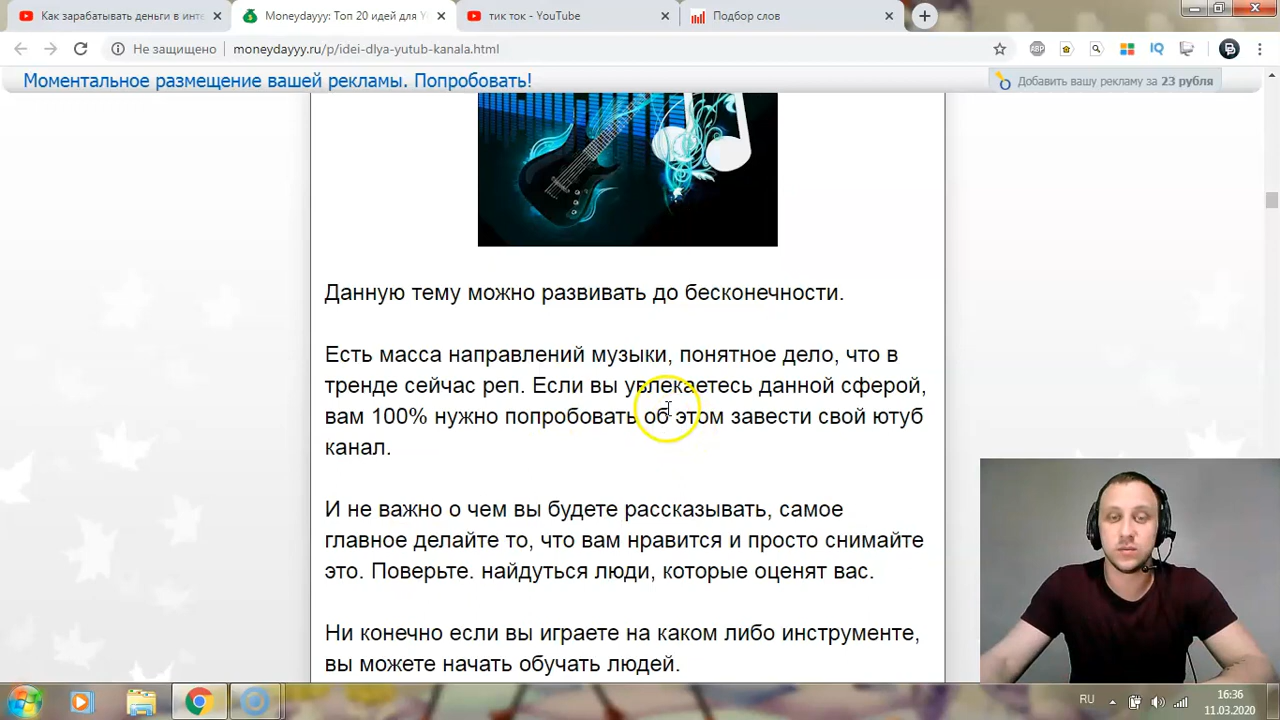 Как зарабатывать деньги в инте
Moneydayyy: Топ 20 идей для Y
тик ток - YouTube
Подбор слов
Не защищено
moneydayyy.ru/p/idei-dlya-yutub-kanala.html
ABP
IQ
Моментальное размещение вашей рекламы. Попробовать!
Добавить вашу рекламу за 23 рубля
Данную тему можно развивать до бесконечности.
Есть масса направлений музыки, понятное дело, что в
тренде сейчас реп. Если вы увлекаетесь данной сферой,
вам 100% нужно попробовать об этом завести свой ютуб
канал.
И не важно о чем вы будете рассказывать, самое
главное делайте то, что вам нравится и просто снимайте
это. Поверьте. найдуться люди, которые оценят вас.
Ни конечно если вы играете на каком либо инструменте,
вы можете начать обучать людей.
RU
16:36
11.03.2020